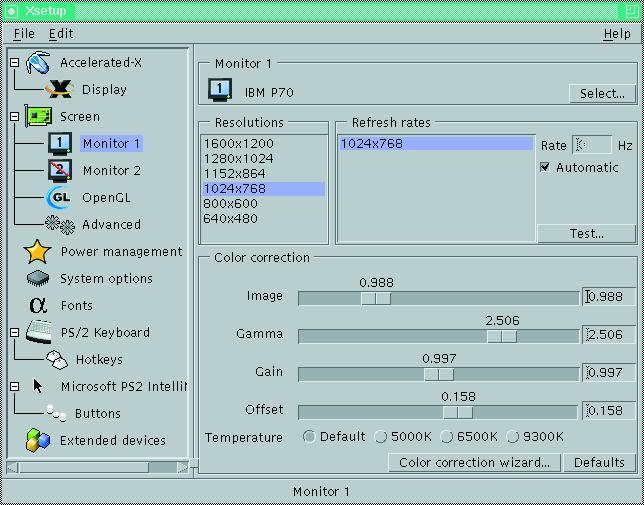 Xsetup
File Edit Help
Accelerated-X
Display
Screen
1 Monitor 1
2 Monitor 2
GL OpenGL
Advanced
Power management
System options
α Fonts
PS/2 Keyboard
Hotkeys
Microsoft PS2 Intelli
Buttons
Extended devices
Monitor 1
1 IBM P70 Select...
Resolutions
1600x1200
1280x1024
1152x864
1024x768
800x600
640x480
Refresh rates
1024x768
Rate Hz
Automatic
Test...
Color correction
0.988
Image 0.988
2.506
Gamma 2.506
0.997
Gain 0.997
0.158
Offset 0.158
Temperature Default 5000K 6500K 9300K
Color correction wizard... Defaults
Monitor 1